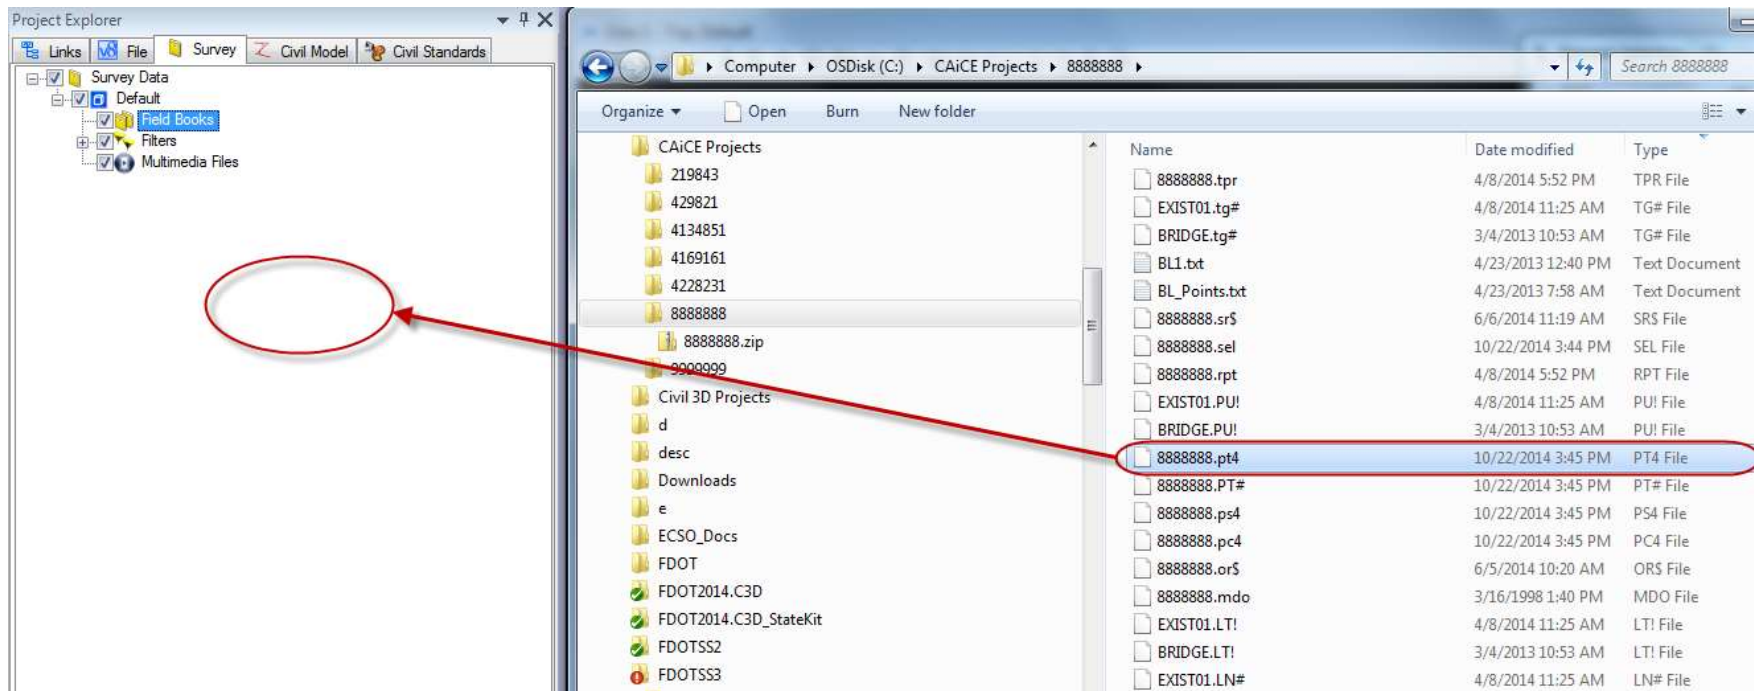 Project Explorer
Links File Survey Civil Model Civil Standards
Survey Data
Default
Field Books
Filters
Multimedia Files
Computer OSDisk (C:) CAiCE Projects 8888888
Search 8888888
Organize Open Burn New folder
CAiCE Projects
219843
429821
4134851
4169161
4228231
8888888
8888888.zip
9999999
Civil 3D Projects
d
desc
Downloads
e
ECSO_Docs
FDOT
FDOT2014.C3D
FDOT2014.C3D_StateKit
FDOTSS2
FDOTSS3
Name Date modified Type
8888888.tpr 4/8/2014 5:52 PM TPR File
EXIST01.tg# 4/8/2014 11:25 AM TG# File
BRIDGE.tg# 3/4/2013 10:53 AM TG# File
BL1.txt 4/23/2013 12:40 PM Text Document
BL_Points.txt 4/23/2013 7:58 AM Text Document
8888888.sr$ 6/6/2014 11:19 AM SR$ File
8888888.sel 10/22/2014 3:44 PM SEL File
8888888.rpt 4/8/2014 5:52 PM RPT File
EXIST01.PU! 4/8/2014 11:25 AM PU! File
BRIDGE.PU! 3/4/2013 10:53 AM PU! File
8888888.pt4 10/22/2014 3:45 PM PT4 File
8888888.PT# 10/22/2014 3:45 PM PT# File
8888888.ps4 10/22/2014 3:45 PM PS4 File
8888888.pc4 10/22/2014 3:45 PM PC4 File
8888888.or$ 6/5/2014 10:20 AM OR$ File
8888888.mdo 3/16/1998 1:40 PM MDO File
EXIST01.LT! 4/8/2014 11:25 AM LT! File
BRIDGE.LT! 3/4/2013 10:53 AM LT! File
EXIST01.LN# 4/8/2014 11:25 AM LN# File